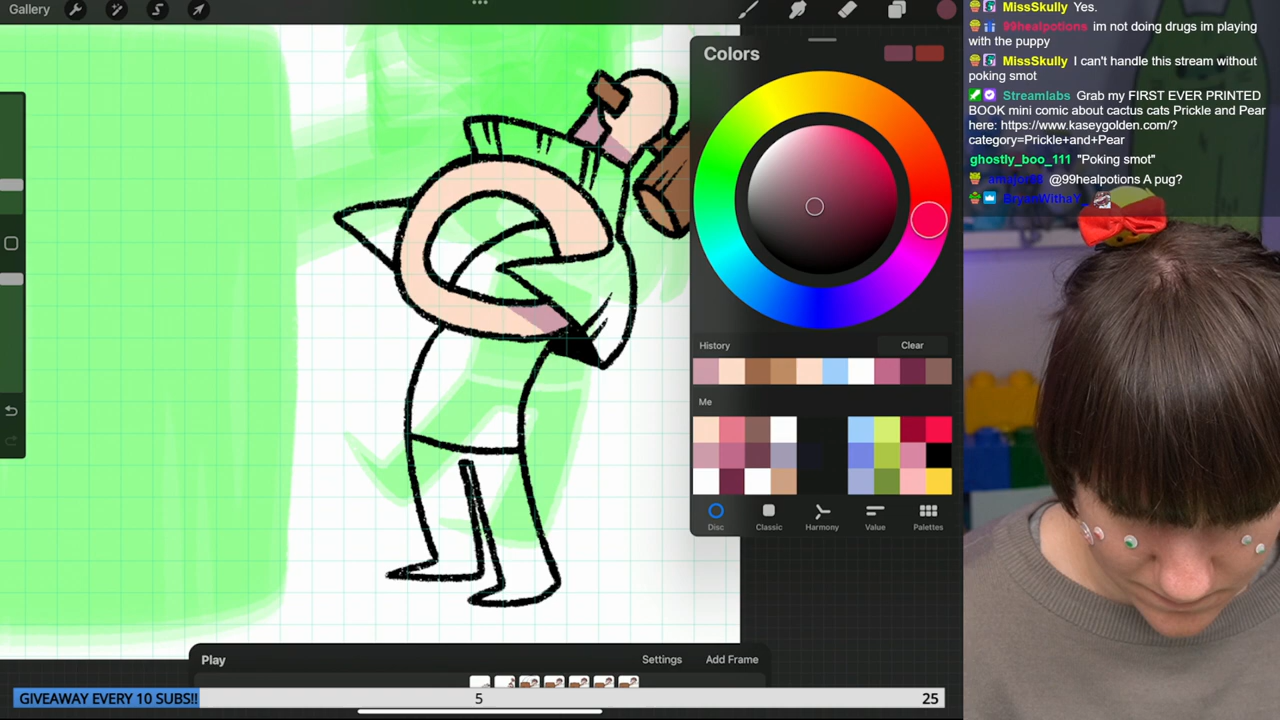 Gallery
Colors
History
Clear
Me
Disc
Classic
Harmony
Value
Palettes
Play
Settings
Add Frame
GIVEAWAY EVERY 10 SUBS!!
5
25
MissSkully Yes.
99healpotions im not doing drugs im playing
with the puppy
MissSkully I can't handle this stream without
poking smot
Streamlabs Grab my FIRST EVER PRINTED
BOOK mini comic about cactus cats Prickle and Pear
here: https://www.kaseygolden.com/?
category=Prickle+and+Pear
ghostly_boo_111 "Poking smot"
@99healpotions A pug?
BryanWithaY_